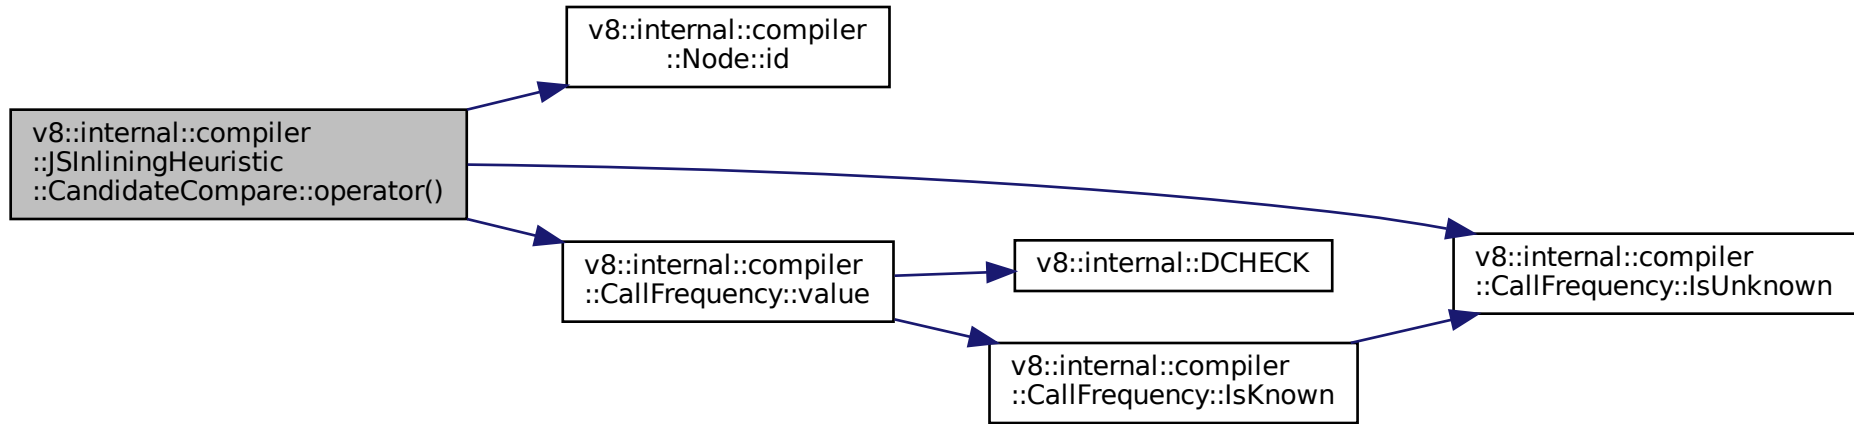 v8::internal::compiler
::Node::id
v8::internal::compiler
::JSInliningHeuristic
::CandidateCompare::operator()
v8::internal::compiler
::CallFrequency::value
v8::internal::DCHECK
v8::internal::compiler
::CallFrequency::IsUnknown
v8::internal::compiler
::CallFrequency::IsKnown